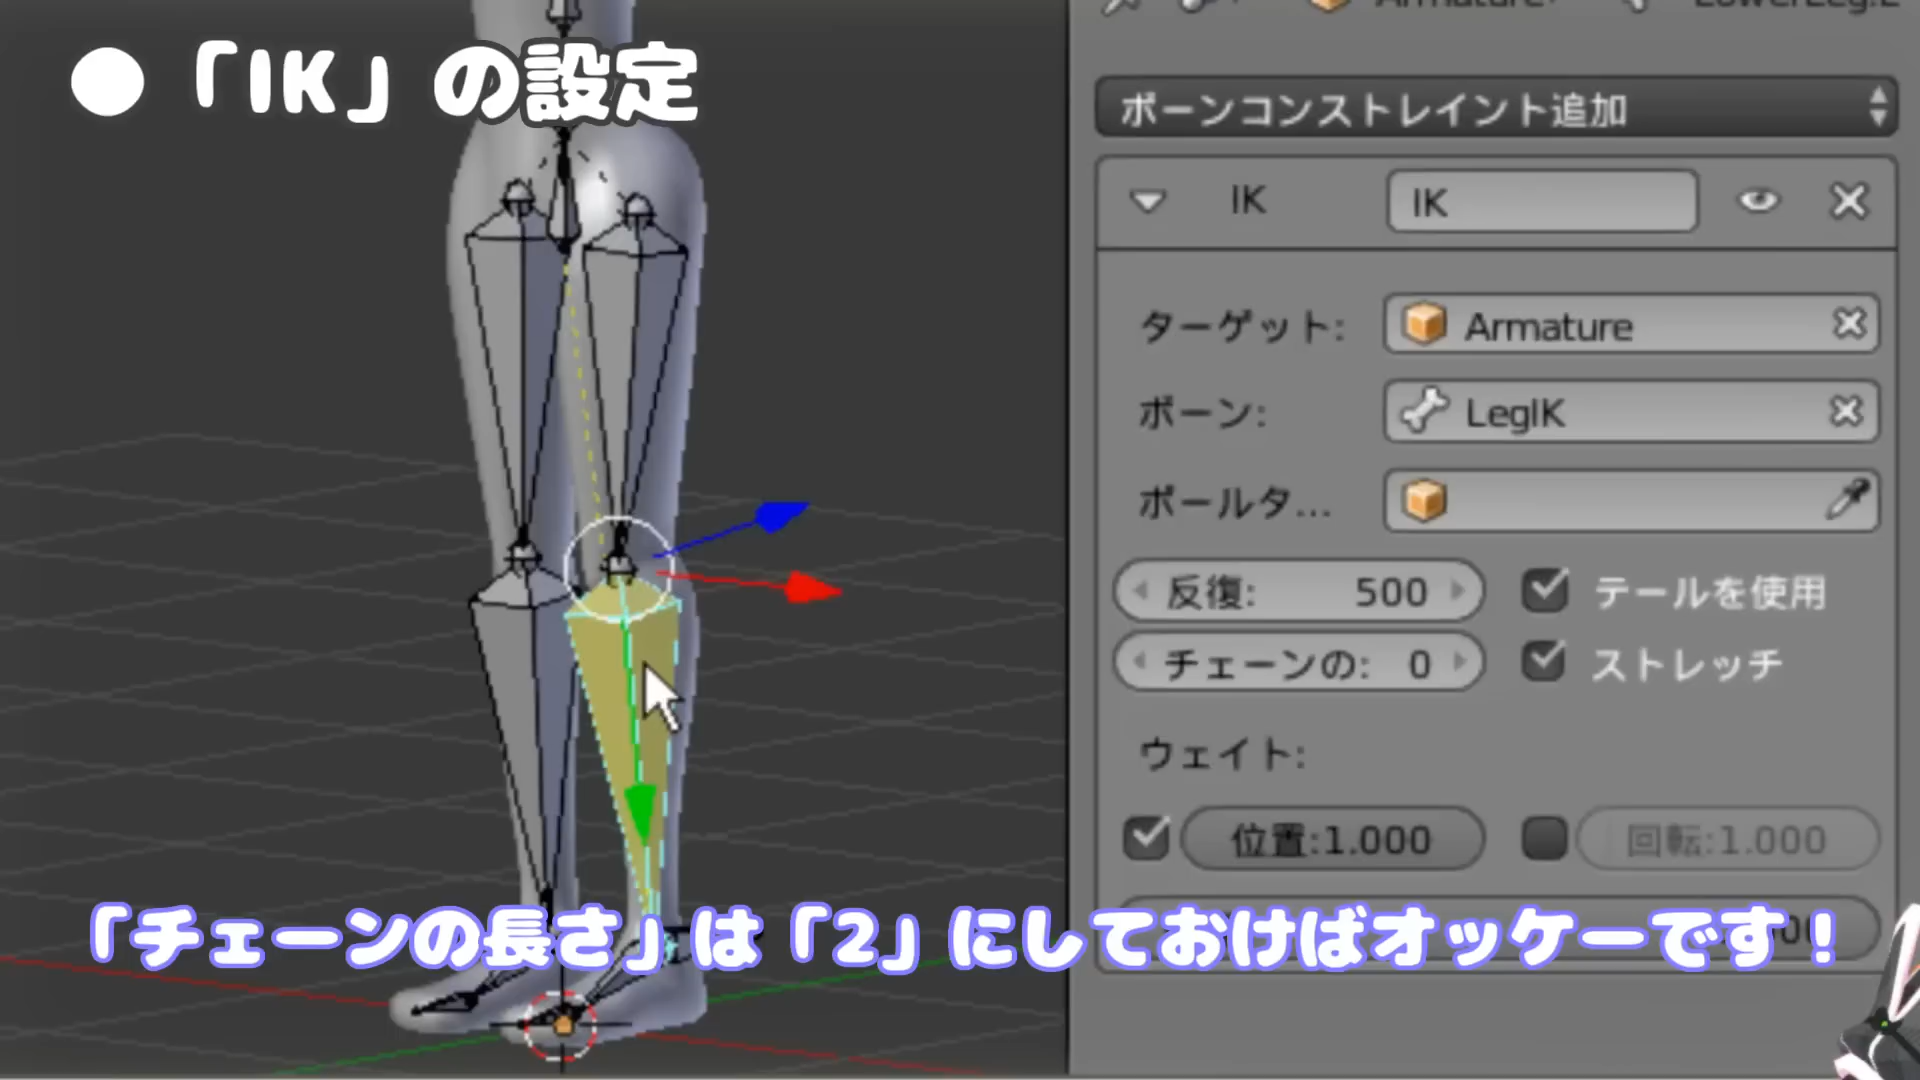 ●「IK」の設定
ボーンコンストレイント追加
IK
IK
ターゲット:
Armature
ボーン:
LegIK
ポールタ...
反復: 500
テールを使用
チェーンの: 0
ストレッチ
ウェイト:
位置:1.000
回転:1.000
「チェーンの長さ」は「2」にしておけばオッケーです！